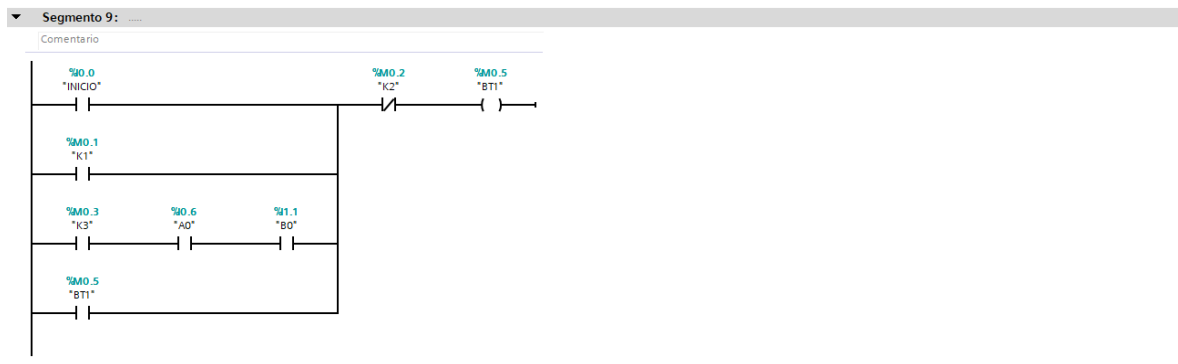 Segmento 9: .....
Comentario
%I0.0 %M0.2 %M0.5
"INICIO" "K2" "BT1"
%M0.1
"K1"
%M0.3 %I0.6 %I1.1
"K3" "A0" "B0"
%M0.5
"BT1"